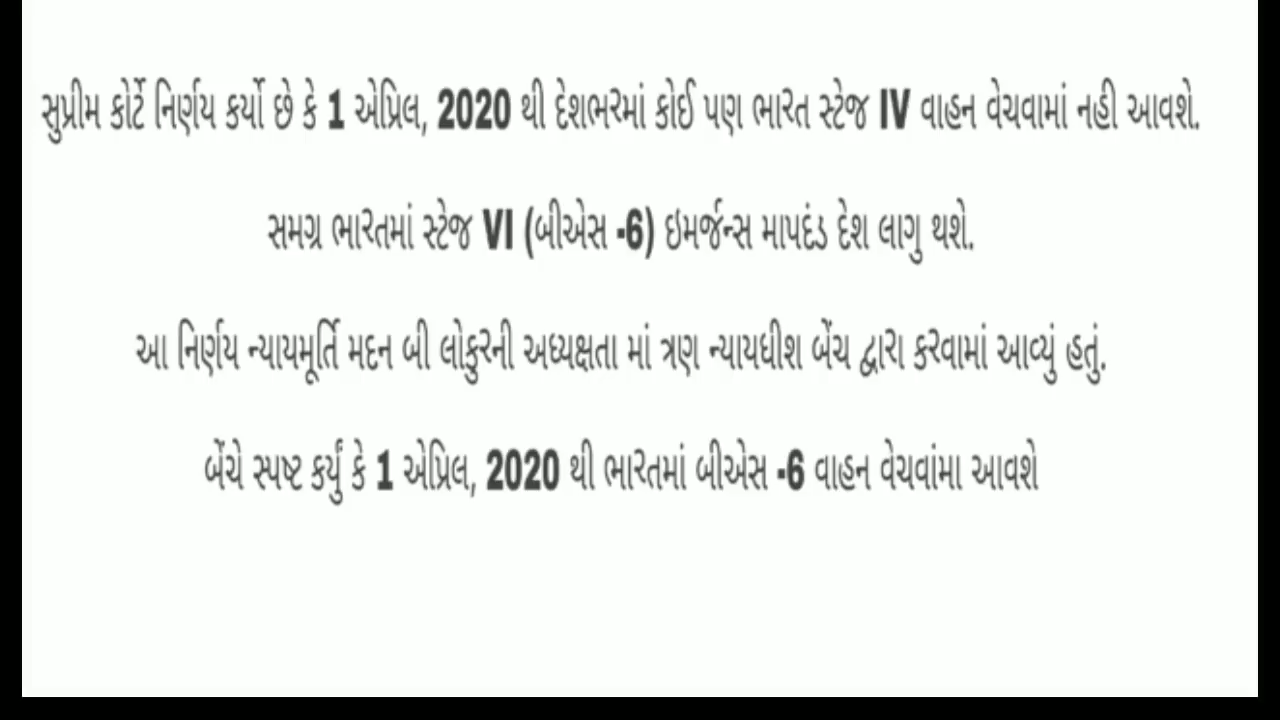 સુપ્રીમ કોર્ટે નિર્ણય કર્યો છે કે 1 એપ્રિલ, 2020 થી દેશભરમાં કોઈ પણ ભારત સ્ટેજ IV વાહન વેચવામાં નહી આવશે.
સમગ્ર ભારતમાં સ્ટેજ VI (બીએસ -6) ઇમર્જન્સ માપદંડ દેશ લાગુ થશે.
આ નિર્ણય ન્યાયમૂર્તિ મદન બી લોકુરની અધ્યક્ષતા માં ત્રણ ન્યાયધીશ બેંચ દ્વારા કરવામાં આવ્યું હતું.
બેંચે સ્પષ્ટ કર્યું કે 1 એપ્રિલ, 2020 થી ભારતમાં બીએસ -6 વાહન વેચવાંમા આવશે